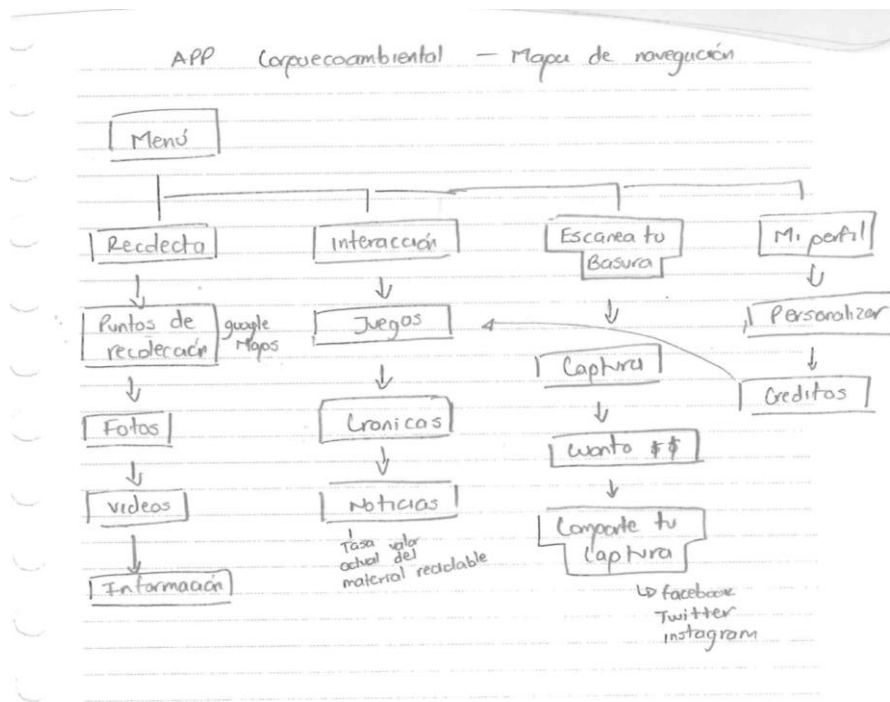 APP Corpuecoambiental — Mapa de navegación
Menú
Recolecta
Interacción
Escanea tu
Basura
Mi perfil
Puntos de
recolección
google
Maps
Juegos
Personalizar
Captura
Creditos
Fotos
Cronicas
Cuanto $$
Videos
Noticias
Comparte tu
Captura
Tasa valor
actual del
material reciclable
Información
facebook
Twitter
instagram